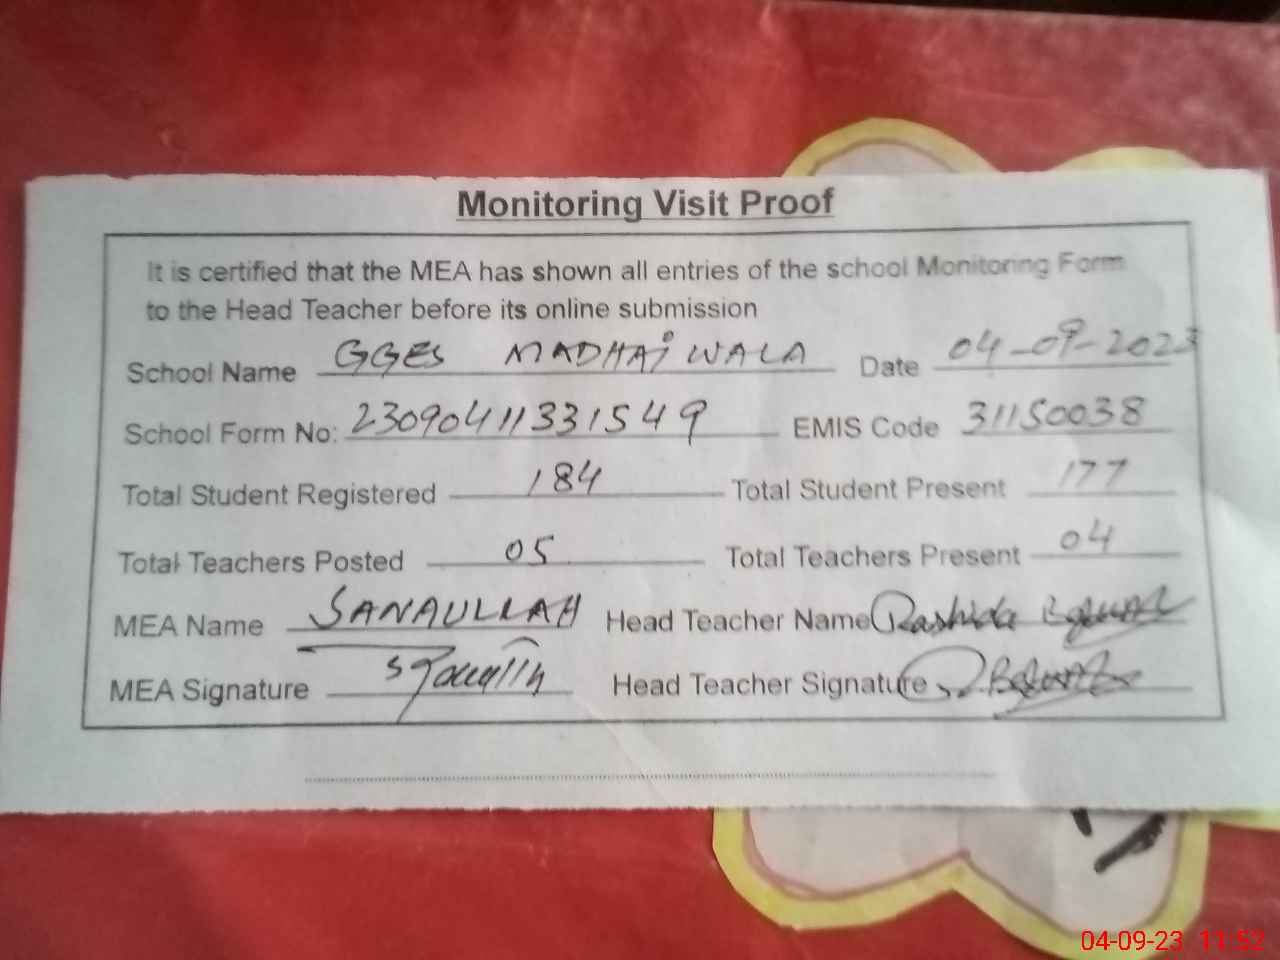 Monitoring Visit Proof
It is certified that the MEA has shown all entries of the school Monitoring Form
to the Head Teacher before its online submission
School Name GGES MADHAIWALA Date 04-09-2023
School Form No: 23090411331549 EMIS Code 31150038
Total Student Registered 184 Total Student Present 177
Total Teachers Posted 05 Total Teachers Present 04
MEA Name SANAULLAH Head Teacher Name Rashida
MEA Signature Head Teacher Signature
04-09-23 11:52